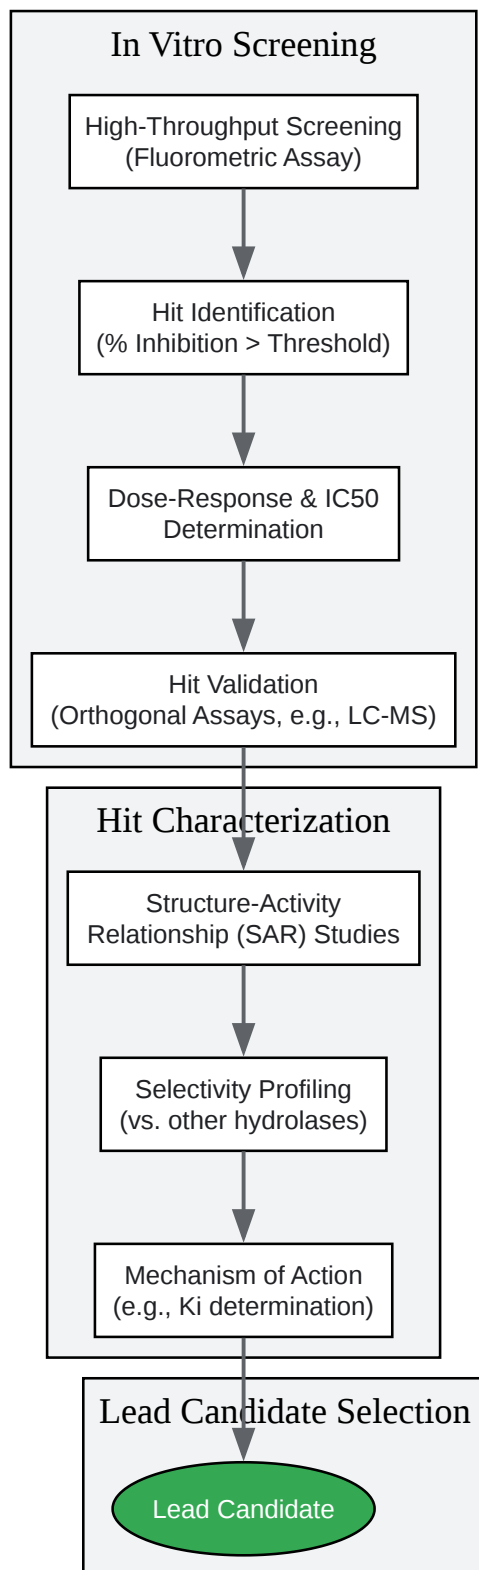 In Vitro Screening
High-Throughput Screening
(Fluorometric Assay)
Hit Identification
(% Inhibition > Threshold)
Dose-Response & IC50
Determination
Hit Validation
(Orthogonal Assays, e.g., LC-MS)
Hit Characterization
Structure-Activity
Relationship (SAR) Studies
Selectivity Profiling
(vs. other hydrolases)
Mechanism of Action
(e.g., Ki determination)
Lead Candidate Selection
Lead Candidate